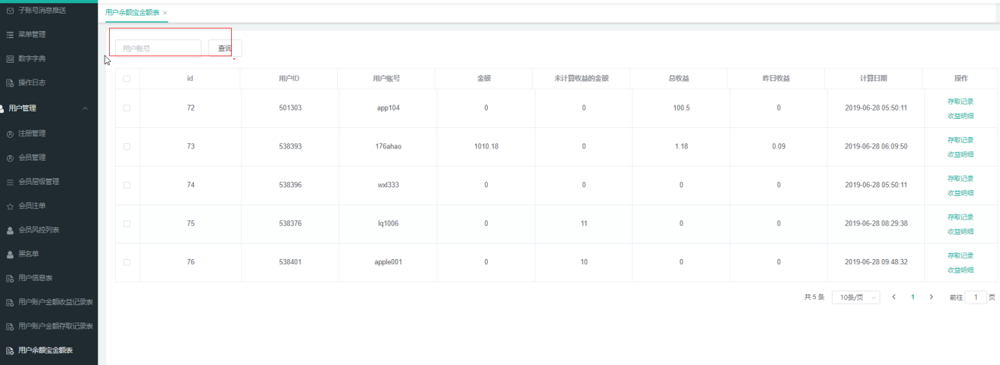 子账号消息推送
菜单管理
数字字典
操作日志
用户管理
注册管理
会员管理
会员层级管理
会员注单
会员风控列表
黑名单
用户信息表
用户账户金额收益记录表
用户账户金额存取记录表
用户余额宝金额表
用户余额宝金额表 ×
用户账号 查询
id 用户ID 用户账号 金额 未计算收益的金额 总收益 昨日收益 计算日期 操作
72 501303 app104 0 0 100.5 0 2019-06-28 05:50:11 存取记录
收益明细
73 538393 176ahao 1010.18 0 1.18 0.09 2019-06-28 06:09:50 存取记录
收益明细
74 538396 wxl333 0 0 0 0 2019-06-28 05:50:11 存取记录
收益明细
75 538376 lq1006 0 11 0 0 2019-06-28 08:29:38 存取记录
收益明细
76 538401 apple001 0 10 0 0 2019-06-28 09:48:32 存取记录
收益明细
共 5 条 10条/页 1 前往 1 页